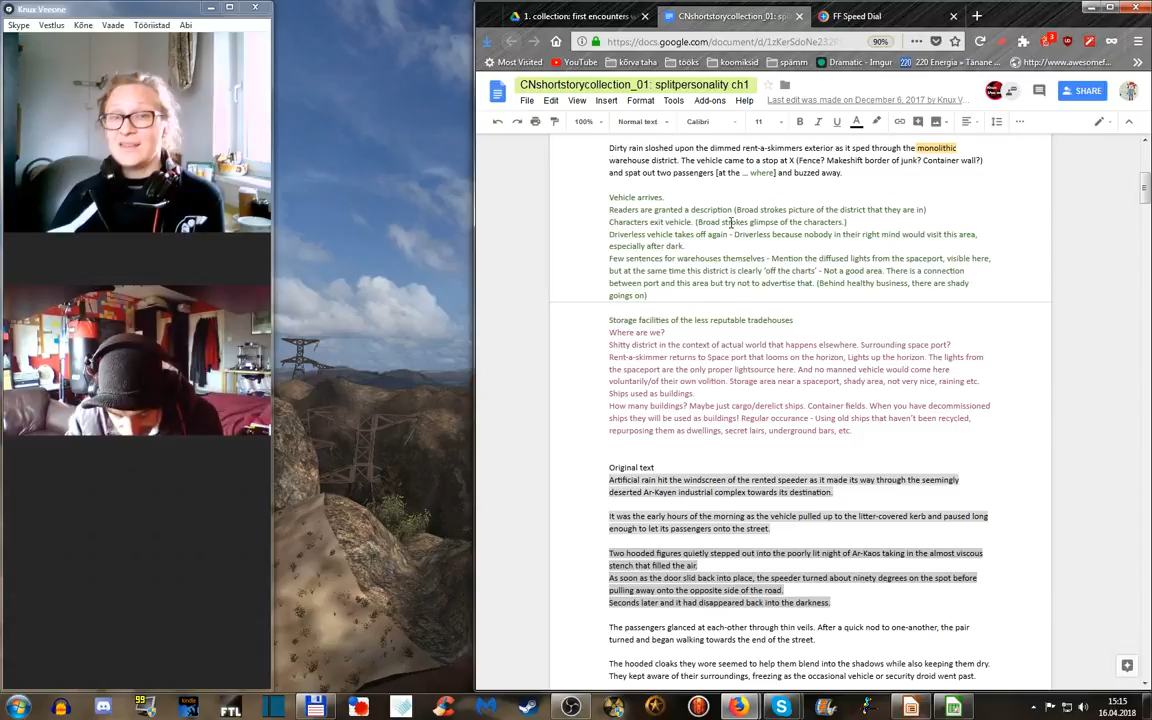 Knux Vreone
Skype Vestlus Kõne Vaade Tööriistad Abi
1. collection: first encounters
CNshortstorycollection_01: spl
FF Speed Dial
https://docs.google.com/document/d/1zKerSdoNe232
90%
Most Visited YouTube kõrva taha tööks koomiksid spämm Dramatic - Imgur 220 Energia » Tänane http://www.awesomef
CNshortstorycollection_01: splitpersonality ch1
File Edit View Insert Format Tools Add-ons Help Last edit was made on December 6, 2017 by Knux V...
SHARE
100% Normal text Calibri 11
Dirty rain sloshed upon the dimmed rent-a-skimmers exterior as it sped through the monolithic
warehouse district. The vehicle came to a stop at X (Fence? Makeshift border of junk? Container wall?)
and spat out two passengers [at the ... where] and buzzed away.
Vehicle arrives.
Readers are granted a description (Broad strokes picture of the district that they are in)
Characters exit vehicle. (Broad strokes glimpse of the characters.)
Driverless vehicle takes off again - Driverless because nobody in their right mind would visit this area,
especially after dark.
Few sentences for warehouses themselves - Mention the diffused lights from the spaceport, visible here,
but at the same time this district is clearly 'off the charts' - Not a good area. There is a connection
between port and this area but try not to advertise that. (Behind healthy business, there are shady
goings on)
Storage facilities of the less reputable tradehouses
Where are we?
Shitty district in the context of actual world that happens elsewhere. Surrounding space port?
Rent-a-skimmer returns to Space port that looms on the horizon, Lights up the horizon. The lights from
the spaceport are the only proper lightsource here. And no manned vehicle would come here
voluntarily/of their own volition. Storage area near a spaceport, shady area, not very nice, raining etc.
Ships used as buildings.
How many buildings? Maybe just cargo/derelict ships. Container fields. When you have decommissioned
ships they will be used as buildings! Regular occurance - Using old ships that haven't been recycled,
repurposing them as dwellings, secret lairs, underground bars, etc.
Original text
Artificial rain hit the windscreen of the rented speeder as it made its way through the seemingly
deserted Ar-Kayen industrial complex towards its destination.
It was the early hours of the morning as the vehicle pulled up to the litter-covered kerb and paused long
enough to let its passengers onto the street.
Two hooded figures quietly stepped out into the poorly lit night of Ar-Kaos taking in the almost viscous
stench that filled the air.
As soon as the door slid back into place, the speeder turned about ninety degrees on the spot before
pulling away onto the opposite side of the road.
Seconds later and it had disappeared back into the darkness.
The passengers glanced at each-other through thin veils. After a quick nod to one-another, the pair
turned and began walking towards the end of the street.
The hooded cloaks they wore seemed to help them blend into the shadows while also keeping them dry.
They kept aware of their surroundings, freezing as the occasional vehicle or security droid went past.
99
kindle
FTL
15:15
16.04.2018